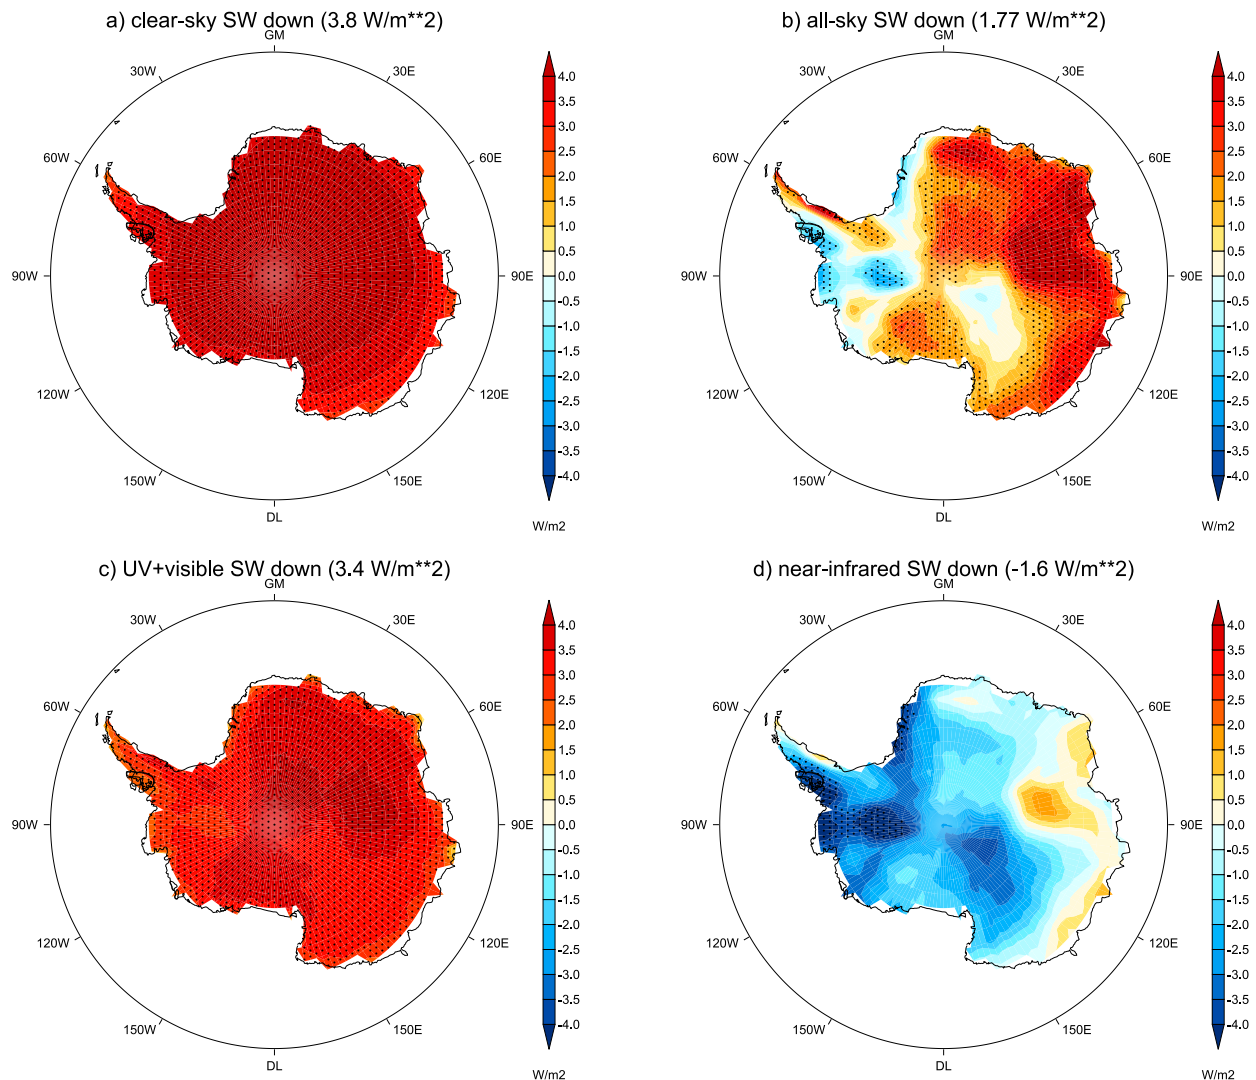 a) clear-sky SW down (3.8 W/m**2)
GM
30W
30E
60W
60E
90W
90E
120W
120E
150W
150E
DL
4.0
3.5
3.0
2.5
2.0
1.5
1.0
0.5
0.0
-0.5
-1.0
-1.5
-2.0
-2.5
-3.0
-3.5
-4.0
W/m2
b) all-sky SW down (1.77 W/m**2)
GM
30W
30E
60W
60E
90W
90E
120W
120E
150W
150E
DL
4.0
3.5
3.0
2.5
2.0
1.5
1.0
0.5
0.0
-0.5
-1.0
-1.5
-2.0
-2.5
-3.0
-3.5
-4.0
W/m2
c) UV+visible SW down (3.4 W/m**2)
GM
30W
30E
60W
60E
90W
90E
120W
120E
150W
150E
DL
4.0
3.5
3.0
2.5
2.0
1.5
1.0
0.5
0.0
-0.5
-1.0
-1.5
-2.0
-2.5
-3.0
-3.5
-4.0
W/m2
d) near-infrared SW down (-1.6 W/m**2)
GM
30W
30E
60W
60E
90W
90E
120W
120E
150W
150E
DL
4.0
3.5
3.0
2.5
2.0
1.5
1.0
0.5
0.0
-0.5
-1.0
-1.5
-2.0
-2.5
-3.0
-3.5
-4.0
W/m2